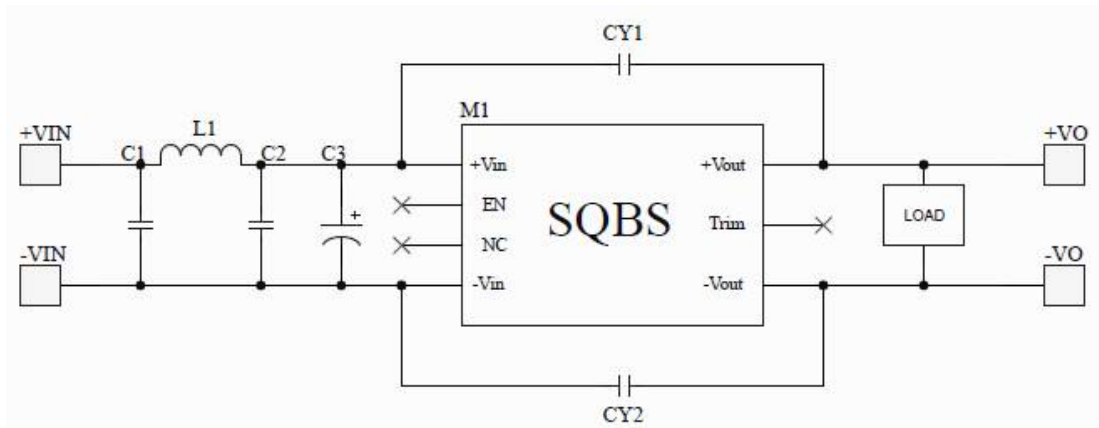 CY1
M1
+VIN
C1
L1
C2
C3
+Vin
+Vout
+VO
EN
SQBS
Trim
LOAD
NC
+
-VIN
-Vin
-Vout
-VO
CY2